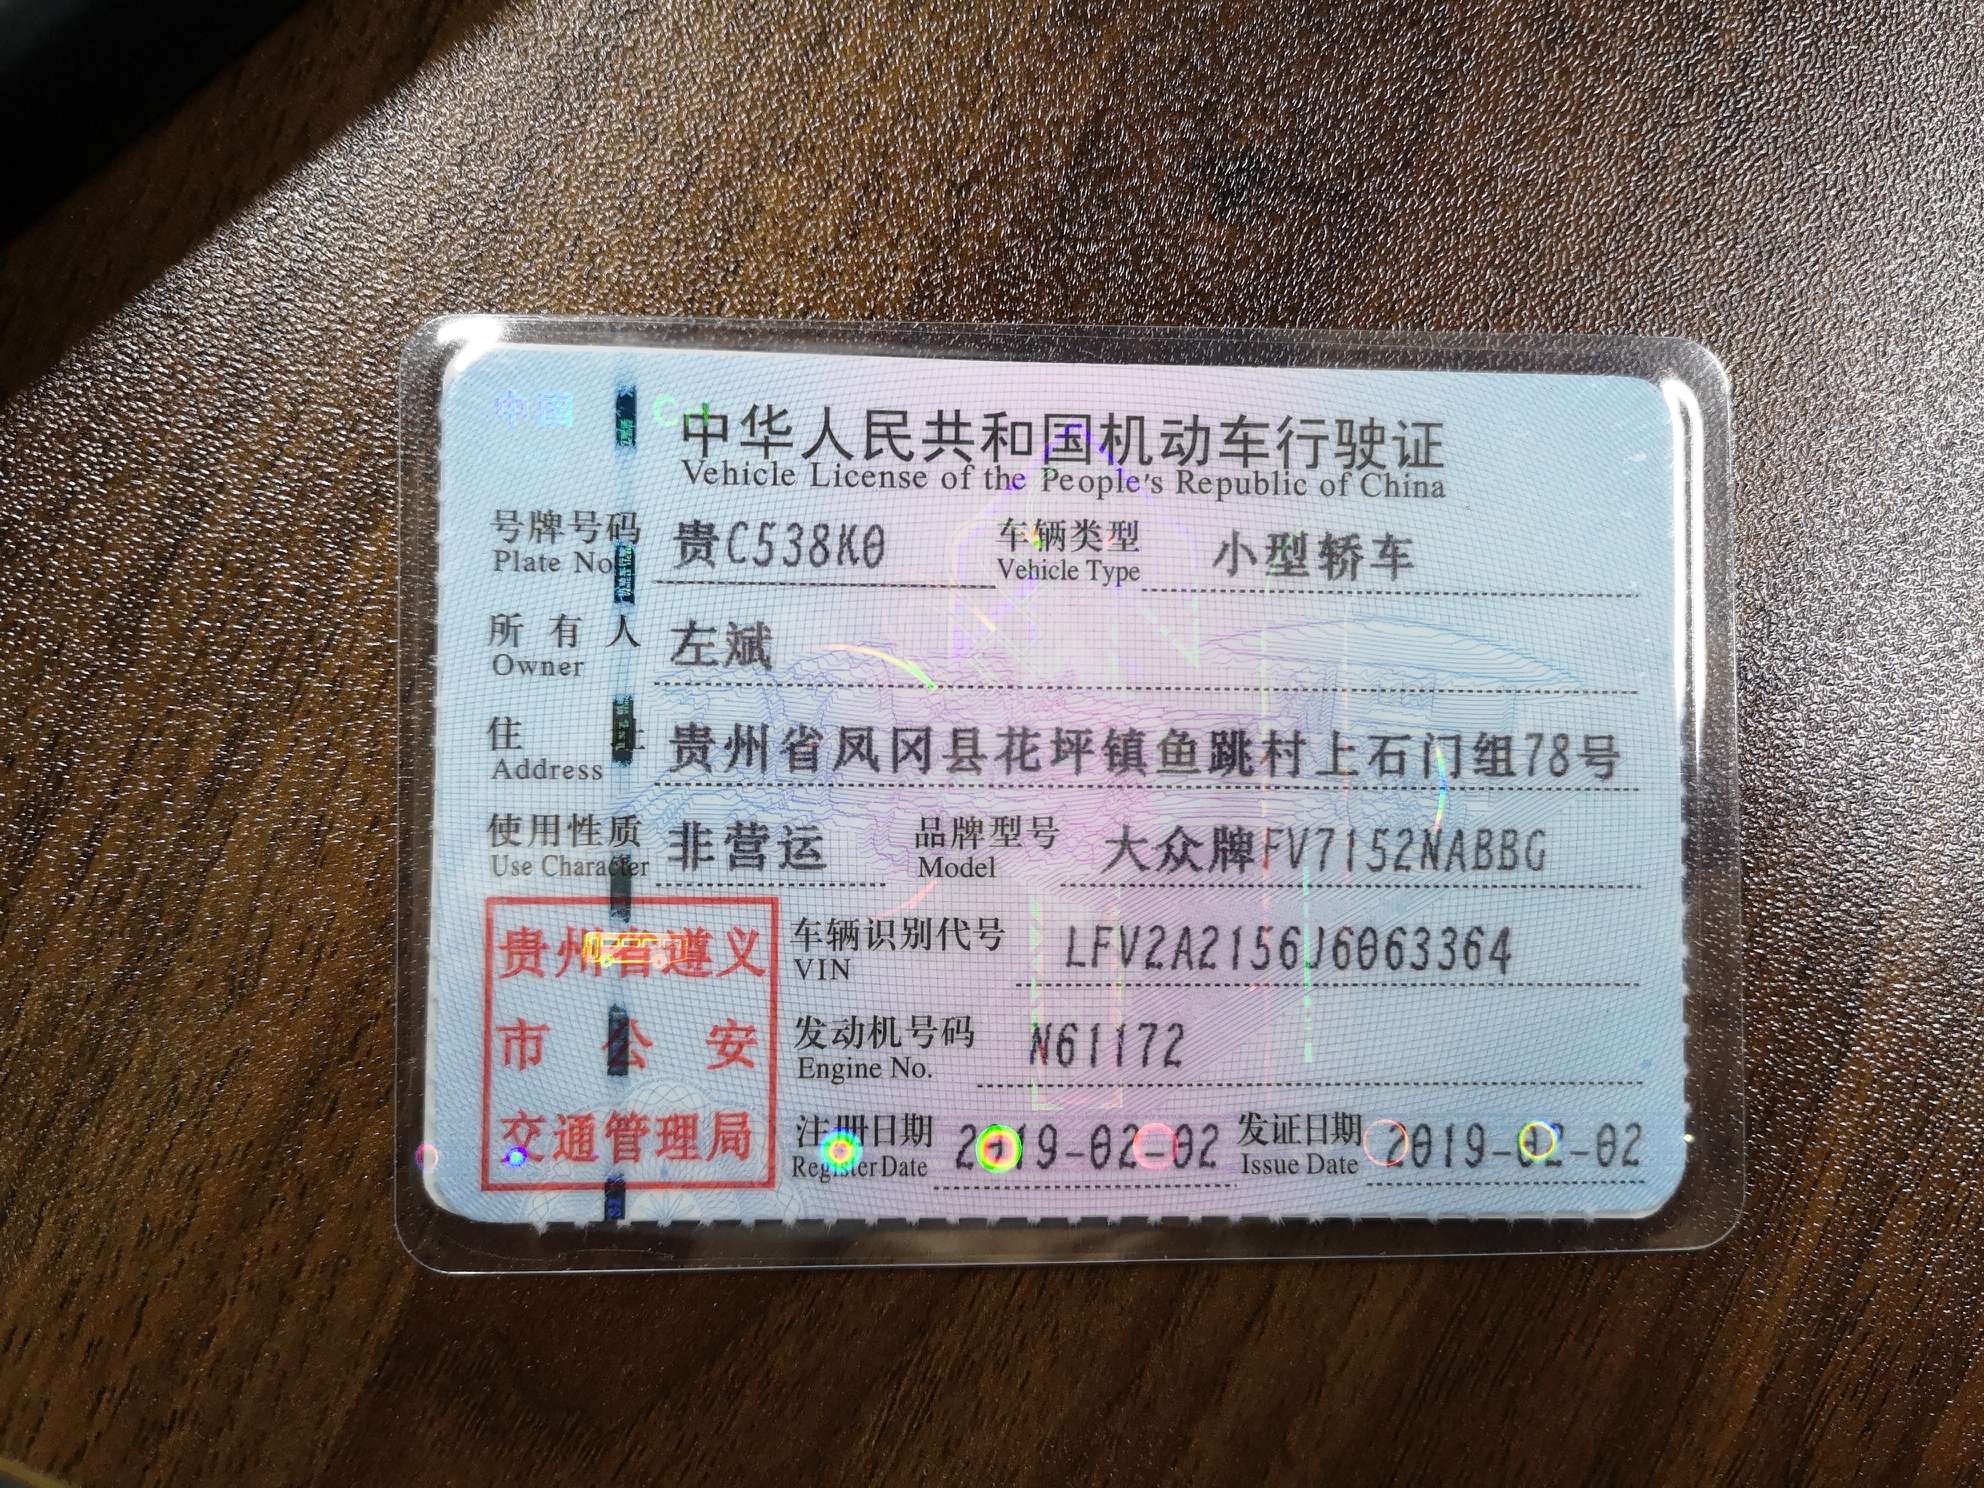 中国
中华人民共和国机动车行驶证
Vehicle License of the People's Republic of China
号牌号码 贵C538K0 车辆类型 小型轿车
Plate No. Vehicle Type
所有人 左斌
Owner
住址 贵州省凤冈县花坪镇鱼跳村上石门组78号
Address
使用性质 非营运 品牌型号 大众牌FV7152NABBG
Use Character Model
贵州省遵义
市公安
交通管理局
车辆识别代号 LFV2A2156J6063364
VIN
发动机号码 N61172
Engine No.
注册日期 2019-02-02 发证日期 2019-02-02
Register Date Issue Date